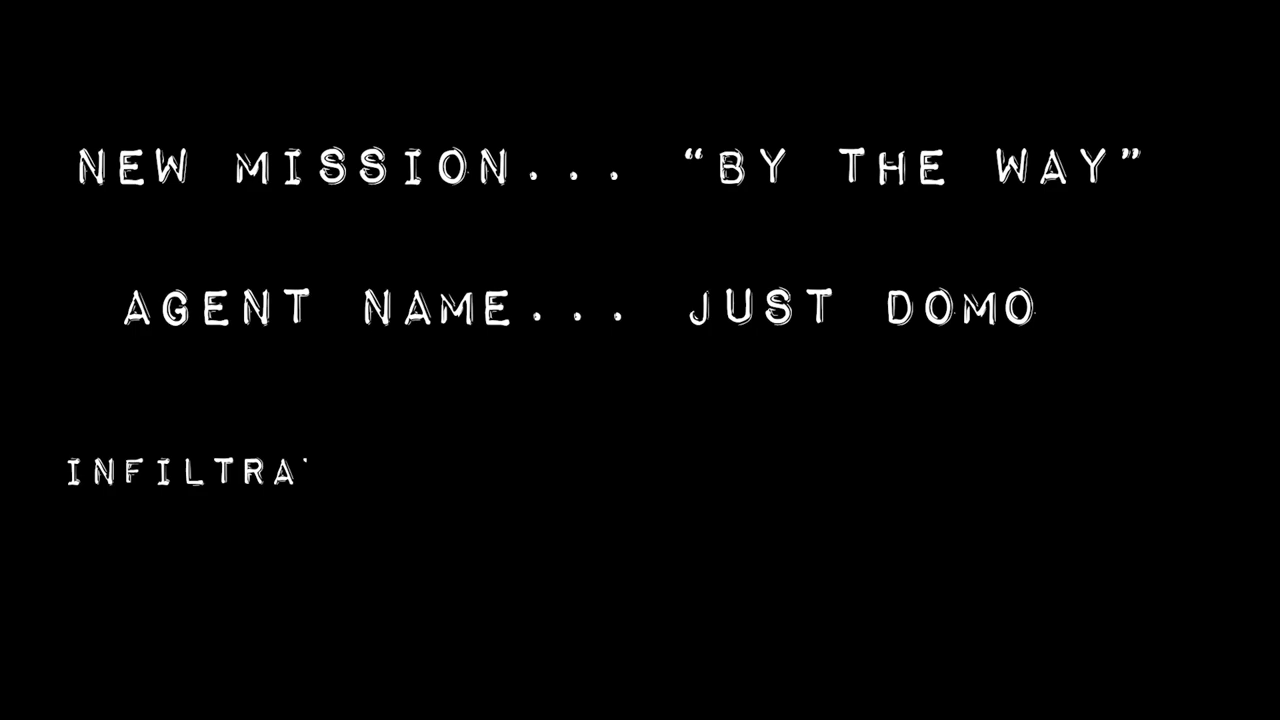 NEW MISSION... “BY THE WAY”
AGENT NAME... JUST DOMO
INFILTRA